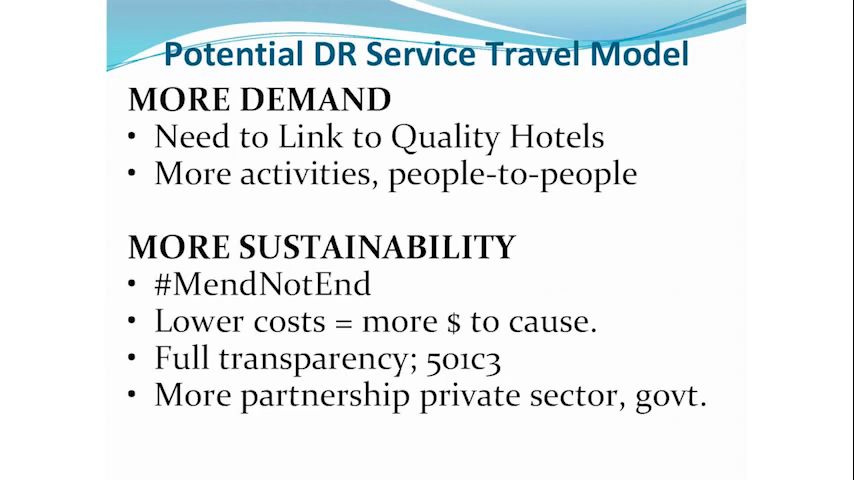 Potential DR Service Travel Model
MORE DEMAND
• Need to Link to Quality Hotels
• More activities, people-to-people
MORE SUSTAINABILITY
• #MendNotEnd
• Lower costs = more $ to cause.
• Full transparency; 501c3
• More partnership private sector, govt.